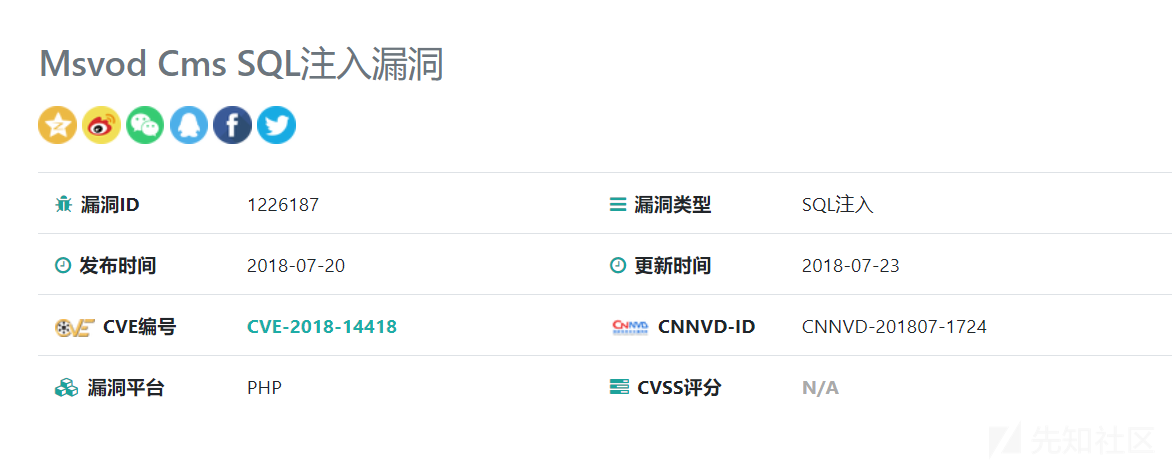 Msvod Cms SQL注入漏洞
漏洞ID 1226187 漏洞类型 SQL注入
发布时间 2018-07-20 更新时间 2018-07-23
CVE编号 CVE-2018-14418 CNNVD-ID CNNVD-201807-1724
漏洞平台 PHP CVSS评分 N/A
先知社区